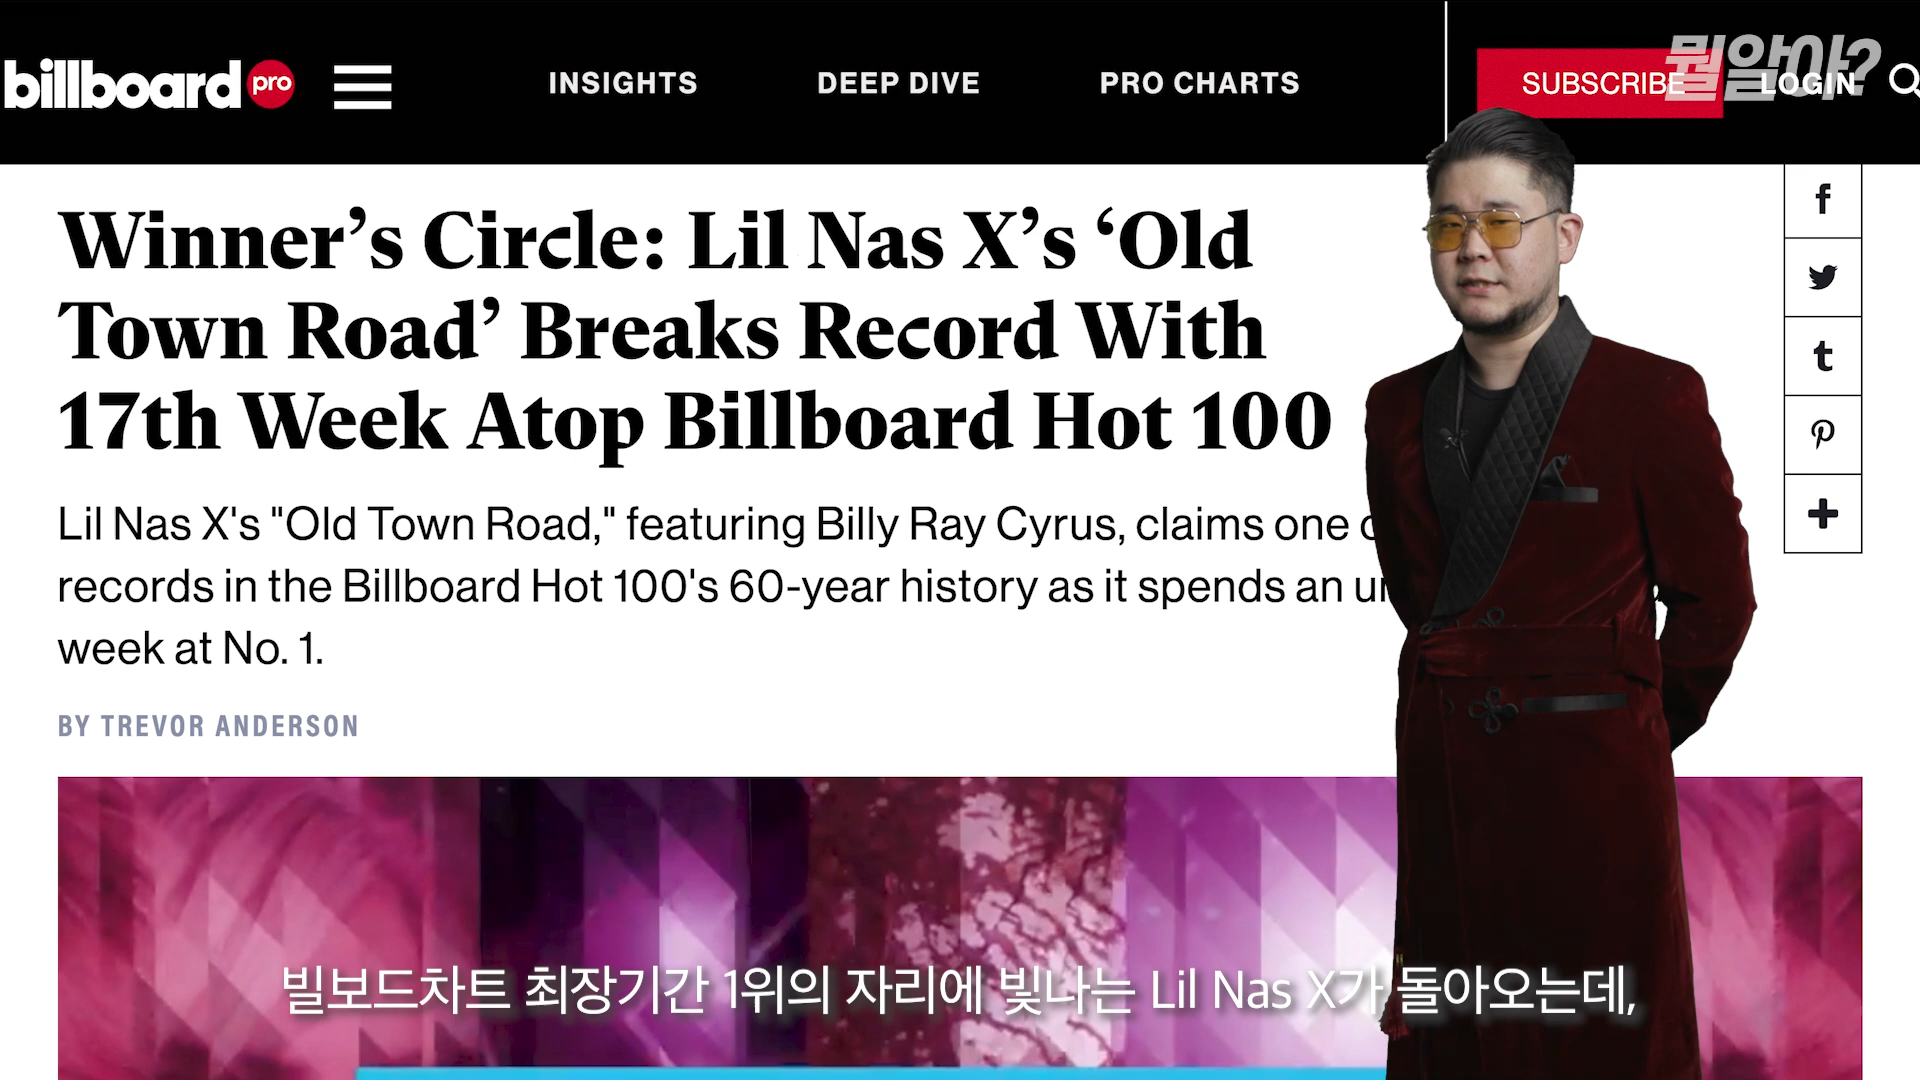 billboard pro
INSIGHTS
DEEP DIVE
PRO CHARTS
SUBSCRIBE
LOGIN
뭘알아?
Winner's Circle: Lil Nas X's 'Old
Town Road' Breaks Record With
17th Week Atop Billboard Hot 100
Lil Nas X's "Old Town Road," featuring Billy Ray Cyrus, claims one
records in the Billboard Hot 100's 60-year history as it spends an
week at No. 1.
BY TREVOR ANDERSON
빌보드차트 최장기간 1위의 자리에 빛나는 Lil Nas X가 돌아오는데,